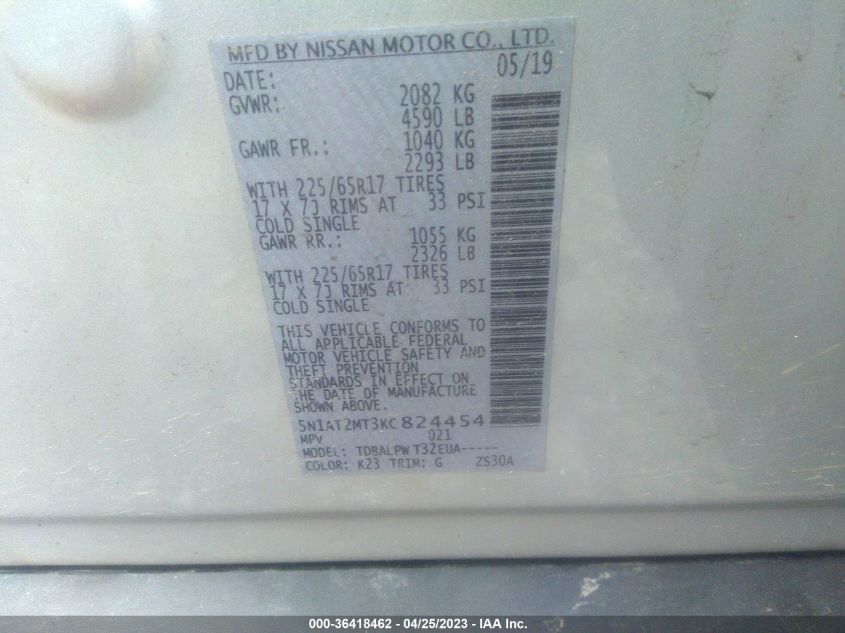 MFD BY NISSAN MOTOR CO., LTD.
DATE: 05/19
GVWR: 2082 KG
4590 LB
GAWR FR.: 1040 KG
2293 LB
WITH 225/65R17 TIRES
17 X 7J RIMS AT 33 PSI
COLD SINGLE
GAWR RR.: 1055 KG
2326 LB
WITH 225/65R17 TIRES
17 X 7J RIMS AT 33 PSI
COLD SINGLE
THIS VEHICLE CONFORMS TO
ALL APPLICABLE FEDERAL
MOTOR VEHICLE SAFETY AND
THEFT PREVENTION
STANDARDS IN EFFECT ON
THE DATE OF MANUFACTURE
SHOWN ABOVE.
5N1AT2MT3KC824454
MPV 021
MODEL: TDBALPW T32EUA-----
COLOR: K23 TRIM: G ZS30A
000-36418462 - 04/25/2023 - IAA Inc.